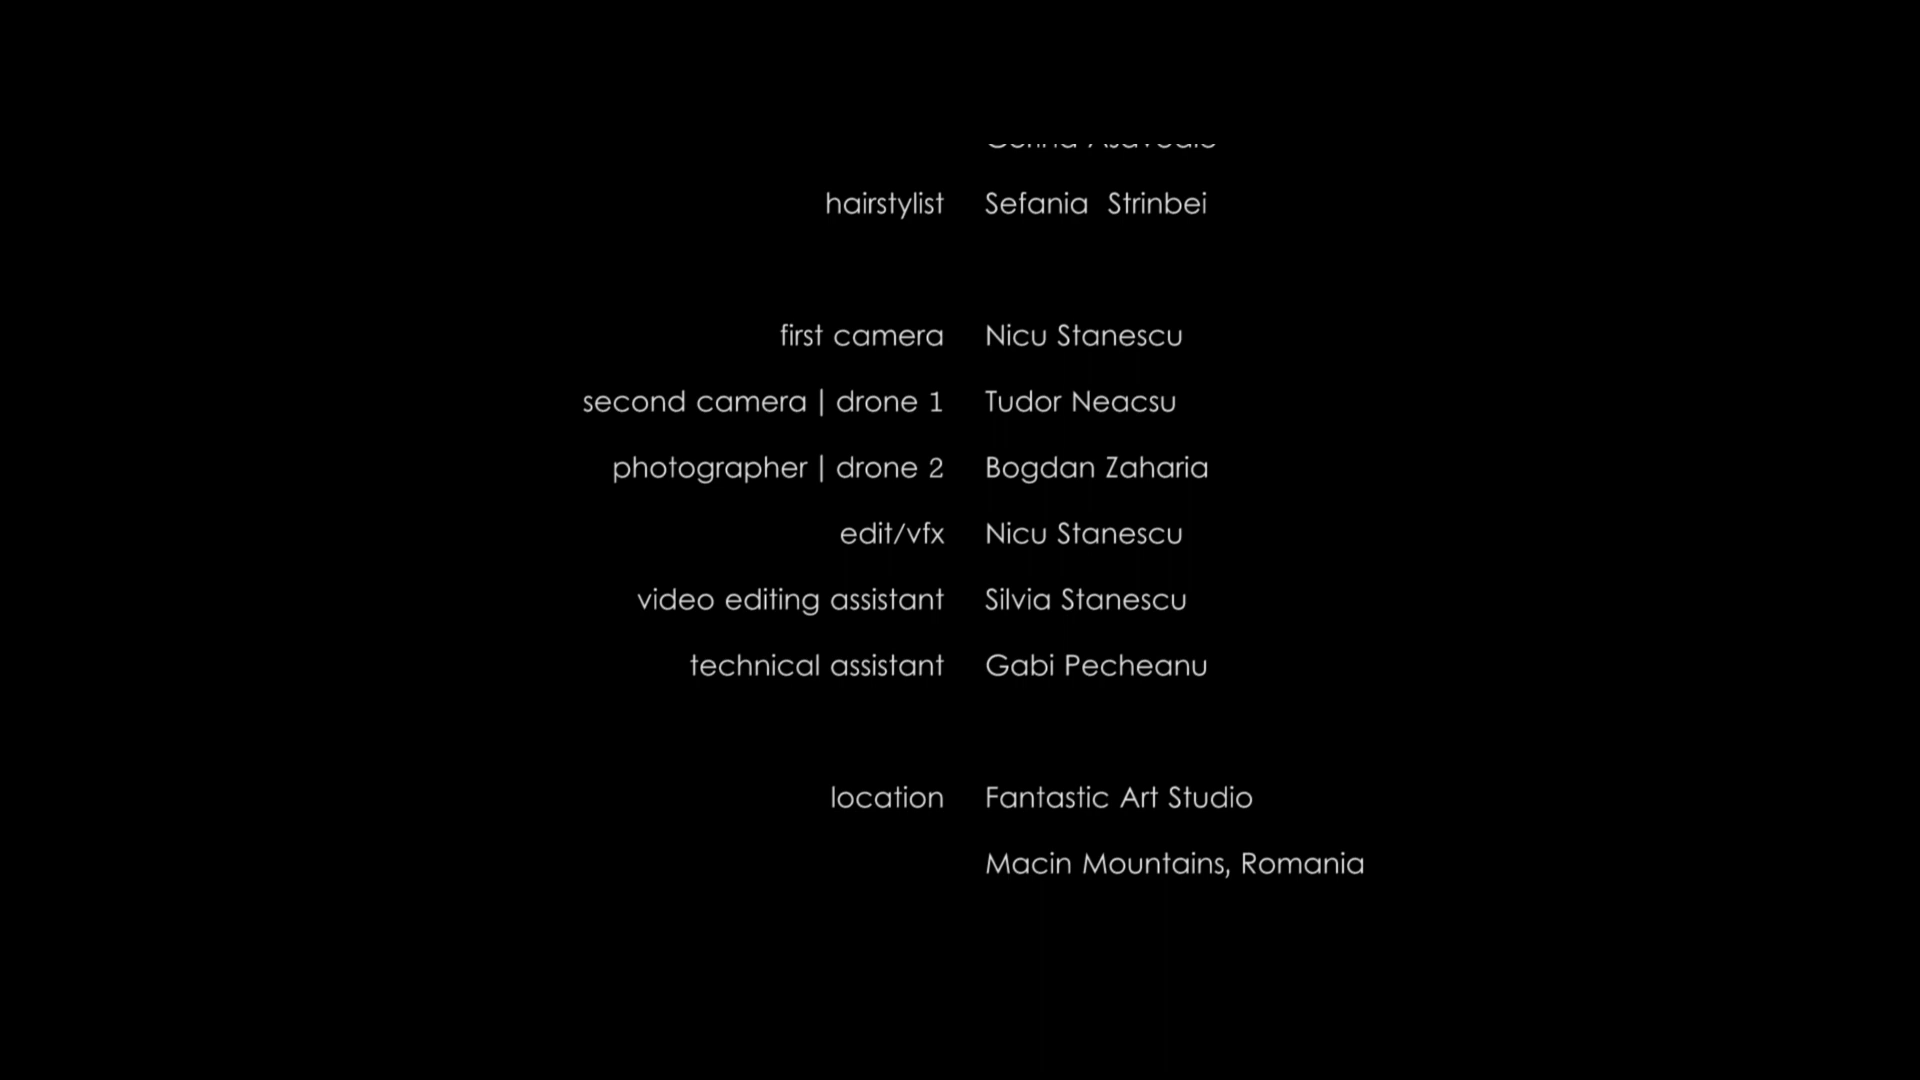 hairstylist Sefania Strinbei
first camera Nicu Stanescu
second camera | drone 1 Tudor Neacsu
photographer | drone 2 Bogdan Zaharia
edit/vfx Nicu Stanescu
video editing assistant Silvia Stanescu
technical assistant Gabi Pecheanu
location Fantastic Art Studio
Macin Mountains, Romania